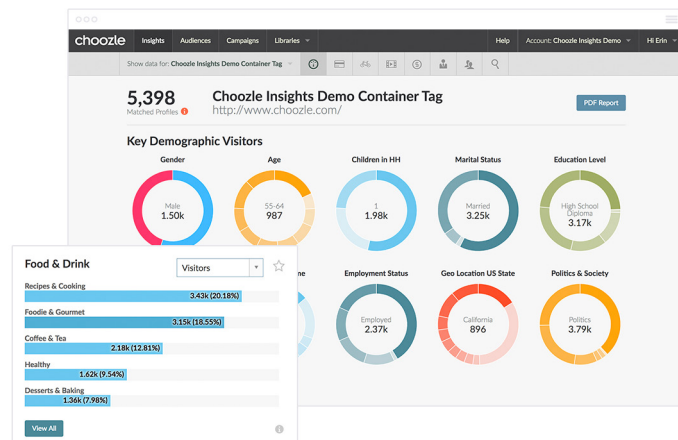 choozle Insights Audiences Campaigns Libraries Help Account: Choozle Insights Demo Hi Erin
Show data for: Choozle Insights Demo Container Tag
5,398 Choozle Insights Demo Container Tag
Matched Profiles http://www.choozle.com/
PDF Report
Key Demographic Visitors
Gender Age Children in HH Marital Status Education Level
Male 55-64 1 Married High School
Diploma
1.50k 987 1.98k 3.25k 3.17k
Food & Drink
Visitors
Recipes & Cooking
3.43k (20.18%)
Foodie & Gourmet
3.15k (18.55%)
Coffee & Tea
2.18k (12.81%)
Healthy
1.62k (9.54%)
Desserts & Baking
1.36k (7.98%)
View All
Employment Status Geo Location US State Politics & Society
Employed California Politics
2.37k 896 3.79k